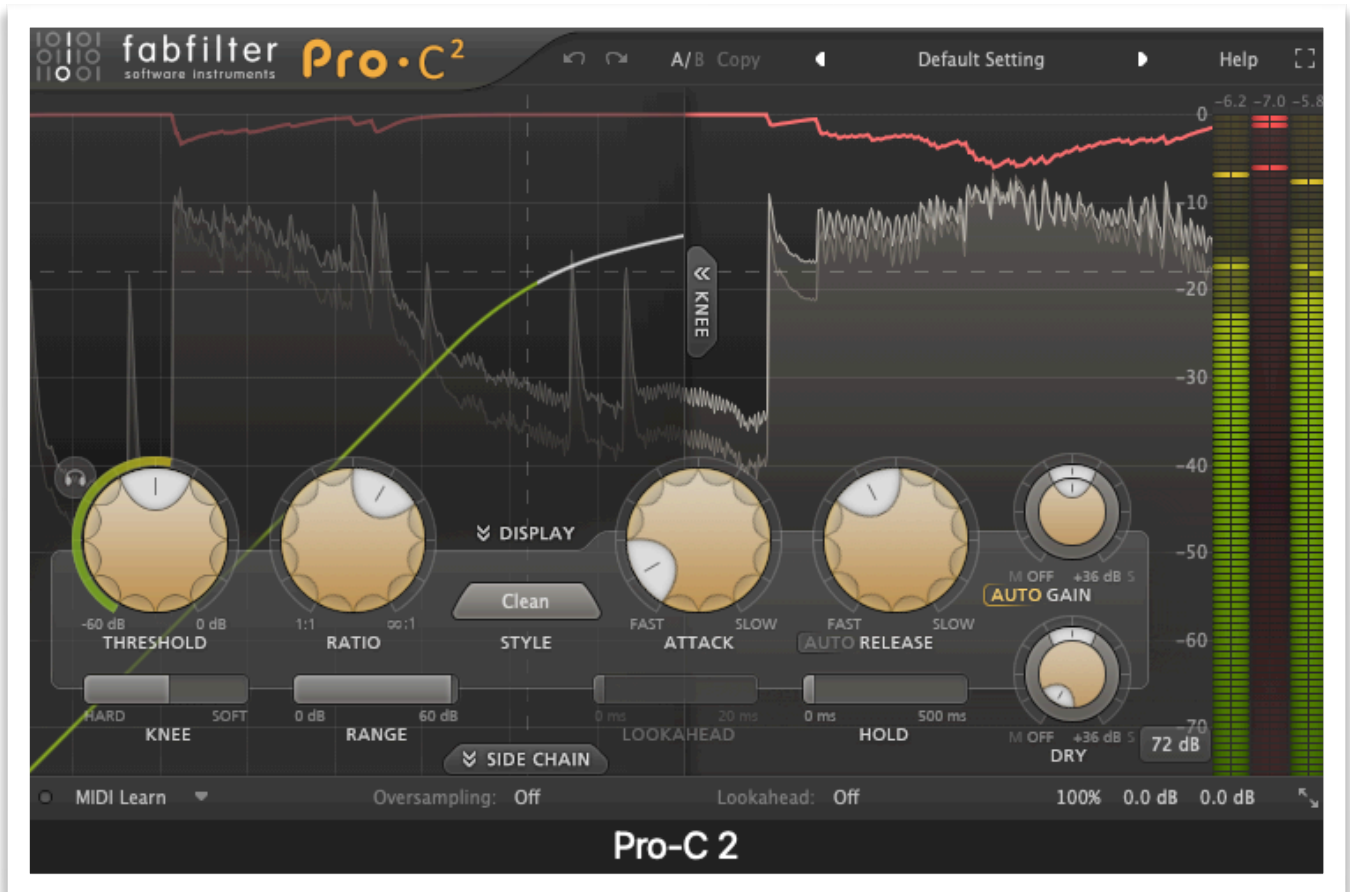 fabfilter
software instruments
Pro·C²
A/B Copy
Default Setting
Help
-6.2 -7.0 -5.8
0
-10
-20
-30
-40
-50
-60
-70
KNEE
DISPLAY
-60 dB 0 dB
THRESHOLD
1:1 ∞:1
RATIO
Clean
STYLE
FAST SLOW
ATTACK
FAST SLOW
AUTO RELEASE
M OFF +36 dB S
AUTO GAIN
HARD SOFT
KNEE
0 dB 60 dB
RANGE
0 ms 20 ms
LOOKAHEAD
0 ms 500 ms
HOLD
M OFF +36 dB S
DRY
72 dB
SIDE CHAIN
MIDI Learn
Oversampling: Off
Lookahead: Off
100% 0.0 dB 0.0 dB
Pro-C 2